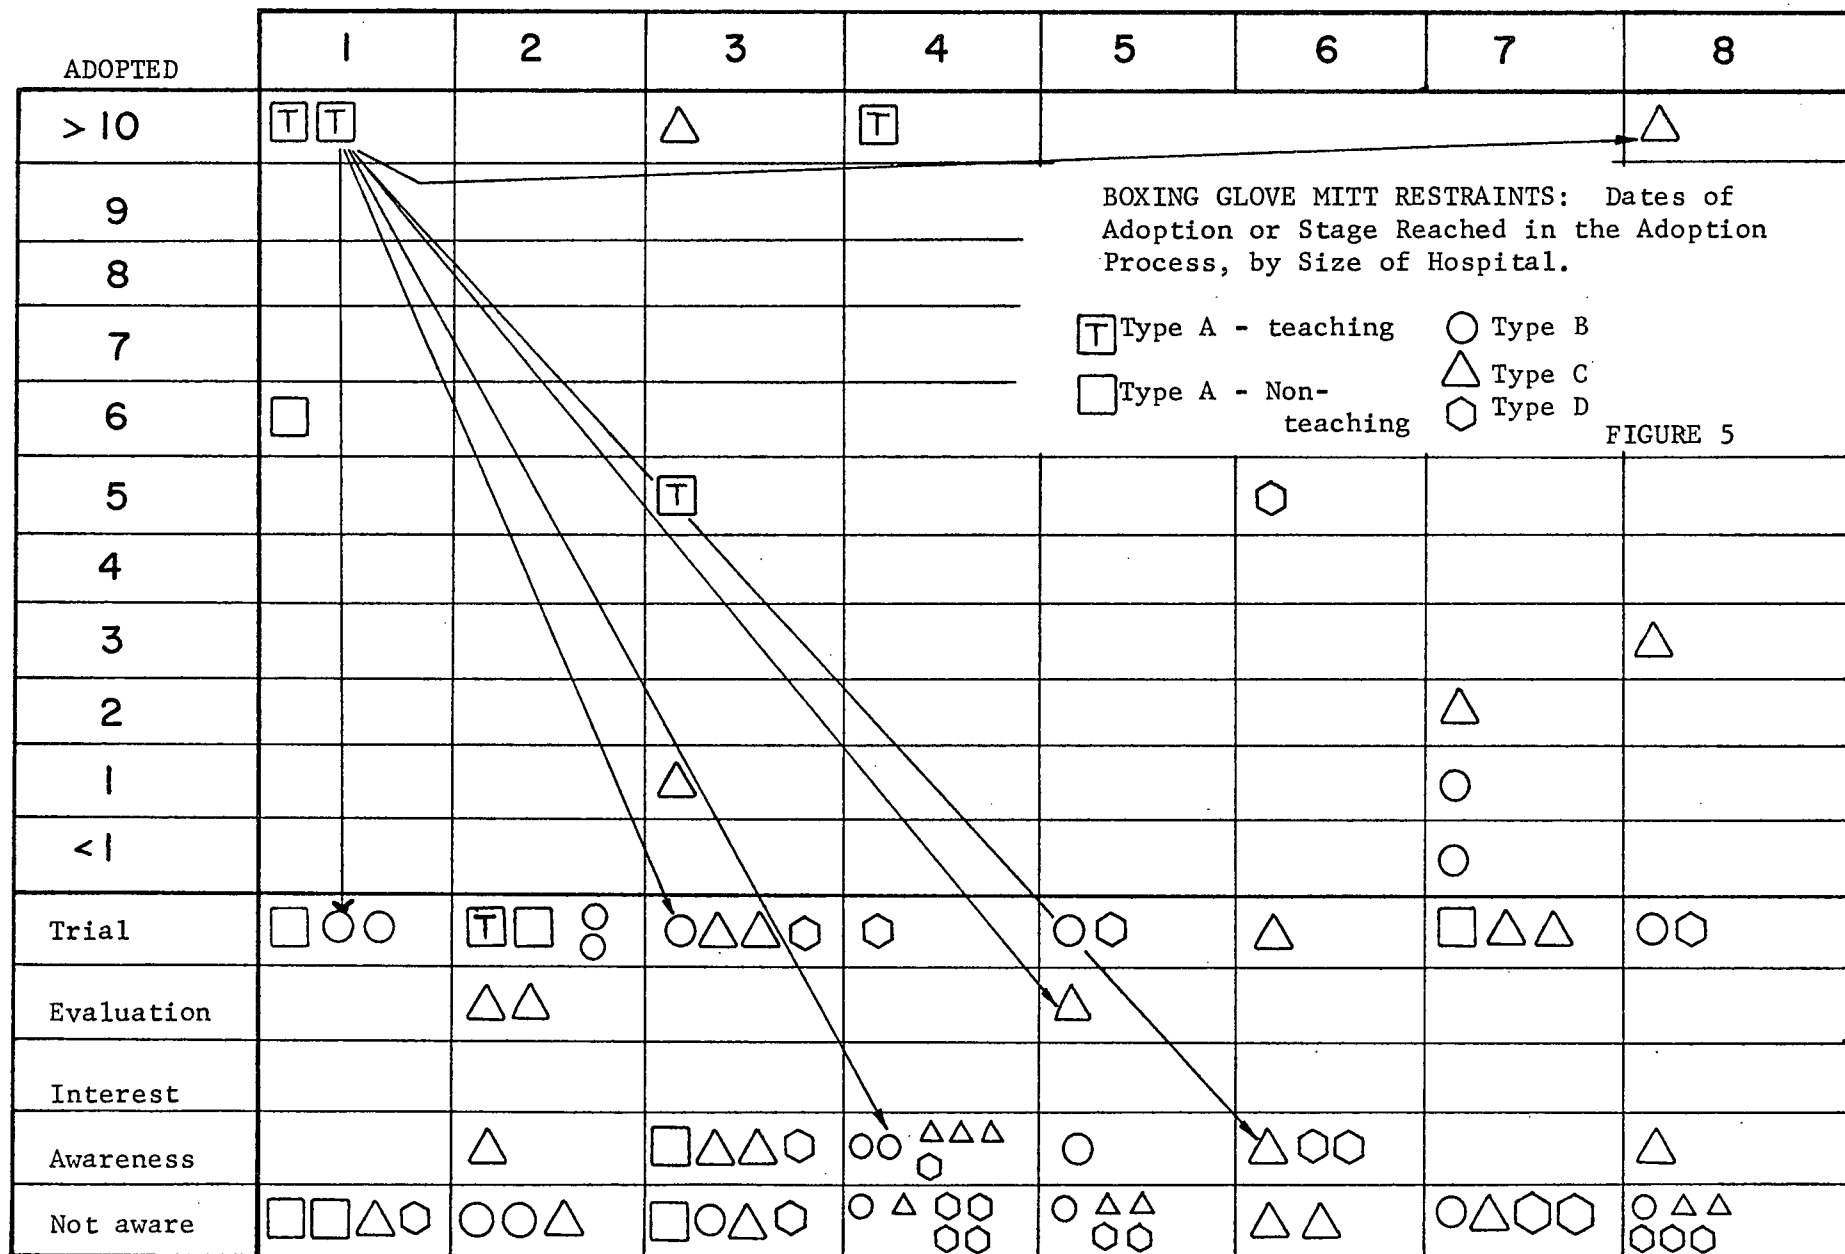 ADOPTED 1 2 3 4 5 6 7 8
> 10 T T T
BOXING GLOVE MITT RESTRAINTS: Dates of
Adoption or Stage Reached in the Adoption
Process, by Size of Hospital.
T Type A - teaching
Type B
Type C
Type A - Non-
teaching
Type D
FIGURE 5
9
8
7
6
5 T
4
3
2
1
<1
Trial T
Evaluation
Interest
Awareness
Not aware